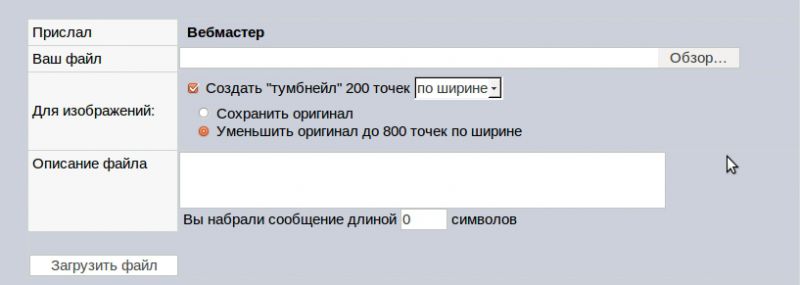 Прислал Вебмастер
Ваш файл Обзор...
Для изображений:
Создать "тумбнейл" 200 точек по ширине
Сохранить оригинал
Уменьшить оригинал до 800 точек по ширине
Описание файла
Вы набрали сообщение длиной 0 символов
Загрузить файл